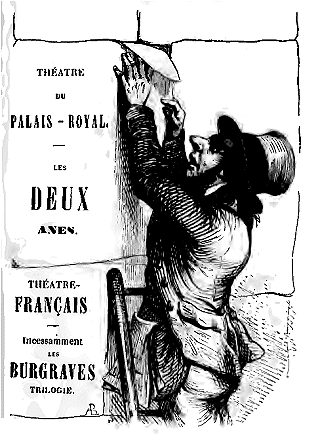 THÉATRE
DU
PALAIS - ROYAL.
LES
DEUX
ANES.
THÉATRE-
FRANÇAIS
Incessamment
LES
BURGRAVES
TRILOGIE.